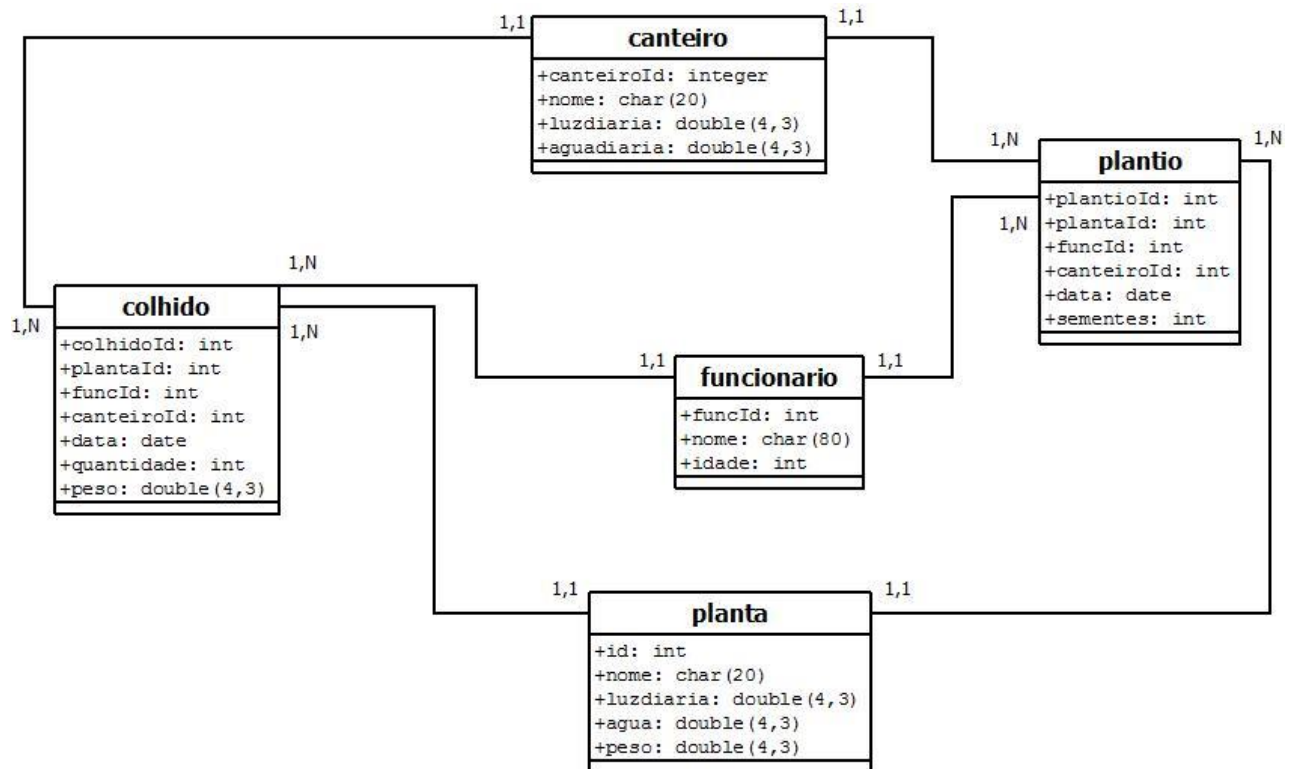 1,1
canteiro
+canteiroId: integer
+nome: char(20)
+luzdiaria: double(4,3)
+aguadiaria: double(4,3)
1,1
1,N
plantio
+plantioId: int
+plantaId: int
+funcId: int
+canteiroId: int
+data: date
+sementes: int
1,N
1,N
1,N
colhido
+colhidoId: int
+plantaId: int
+funcId: int
+canteiroId: int
+data: date
+quantidade: int
+peso: double(4,3)
1,N
1,N
1,1
funcionario
+funcId: int
+nome: char(80)
+idade: int
1,1
1,1
planta
+id: int
+nome: char(20)
+luzdiaria: double(4,3)
+agua: double(4,3)
+peso: double(4,3)
1,1